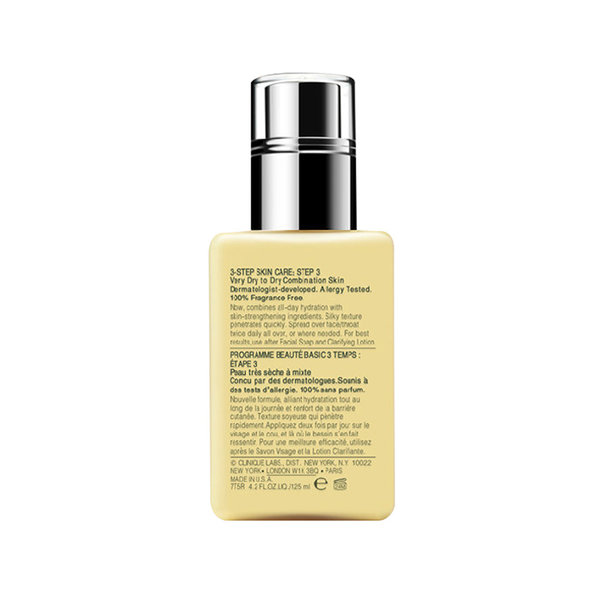 3-STEP SKIN CARE: STEP 3
Very Dry to Dry Combination Skin
Dermatologist-developed. Allergy Tested.
100% Fragrance Free.
Now, combines all-day hydration with
skin-strengthening ingredients. Silky texture
penetrates quickly. Spread over face/throat
twice daily all over, or where needed. For best
results,use after Facial Soap and Clarifying Lotion
PROGRAMME BEAUTÉ BASIC 3 TEMPS :
ÉTAPE 3
Peau très sèche à mixte
Concu par des dermatologues.Sounis à
des tests d'allergie. 100% sans parfum.
Nouvelle formule, alliant hydratation tout au
long de la journée et renfort de la barrière
cutanée. Texture soyeuse qui pénètre
rapidement.Appliquez deux fois par jour sur le
visage et le cou, et là où le besoin s'en fait
ressentir. Pour une meilleure efficacité, utilisez
après le Savon Visage et la Lotion Clarifiante.
© CLINIQUE LABS., DIST. NEW YORK, N.Y. 10022
NEW YORK • LONDON W1K 3BQ • PARIS
MADE IN U.S.A.
7T5R 4.2 FL.OZ.LIQ./125 ml e